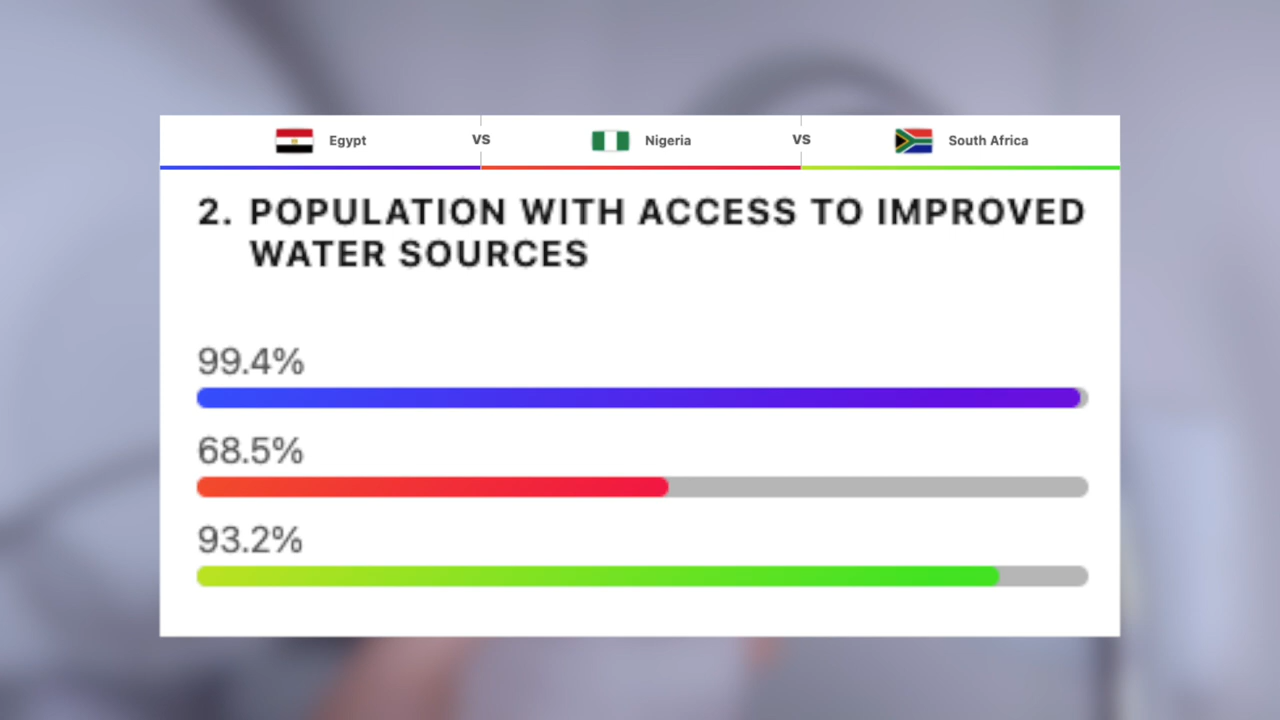 Egypt VS Nigeria VS South Africa
2. POPULATION WITH ACCESS TO IMPROVED
WATER SOURCES
99.4%
68.5%
93.2%